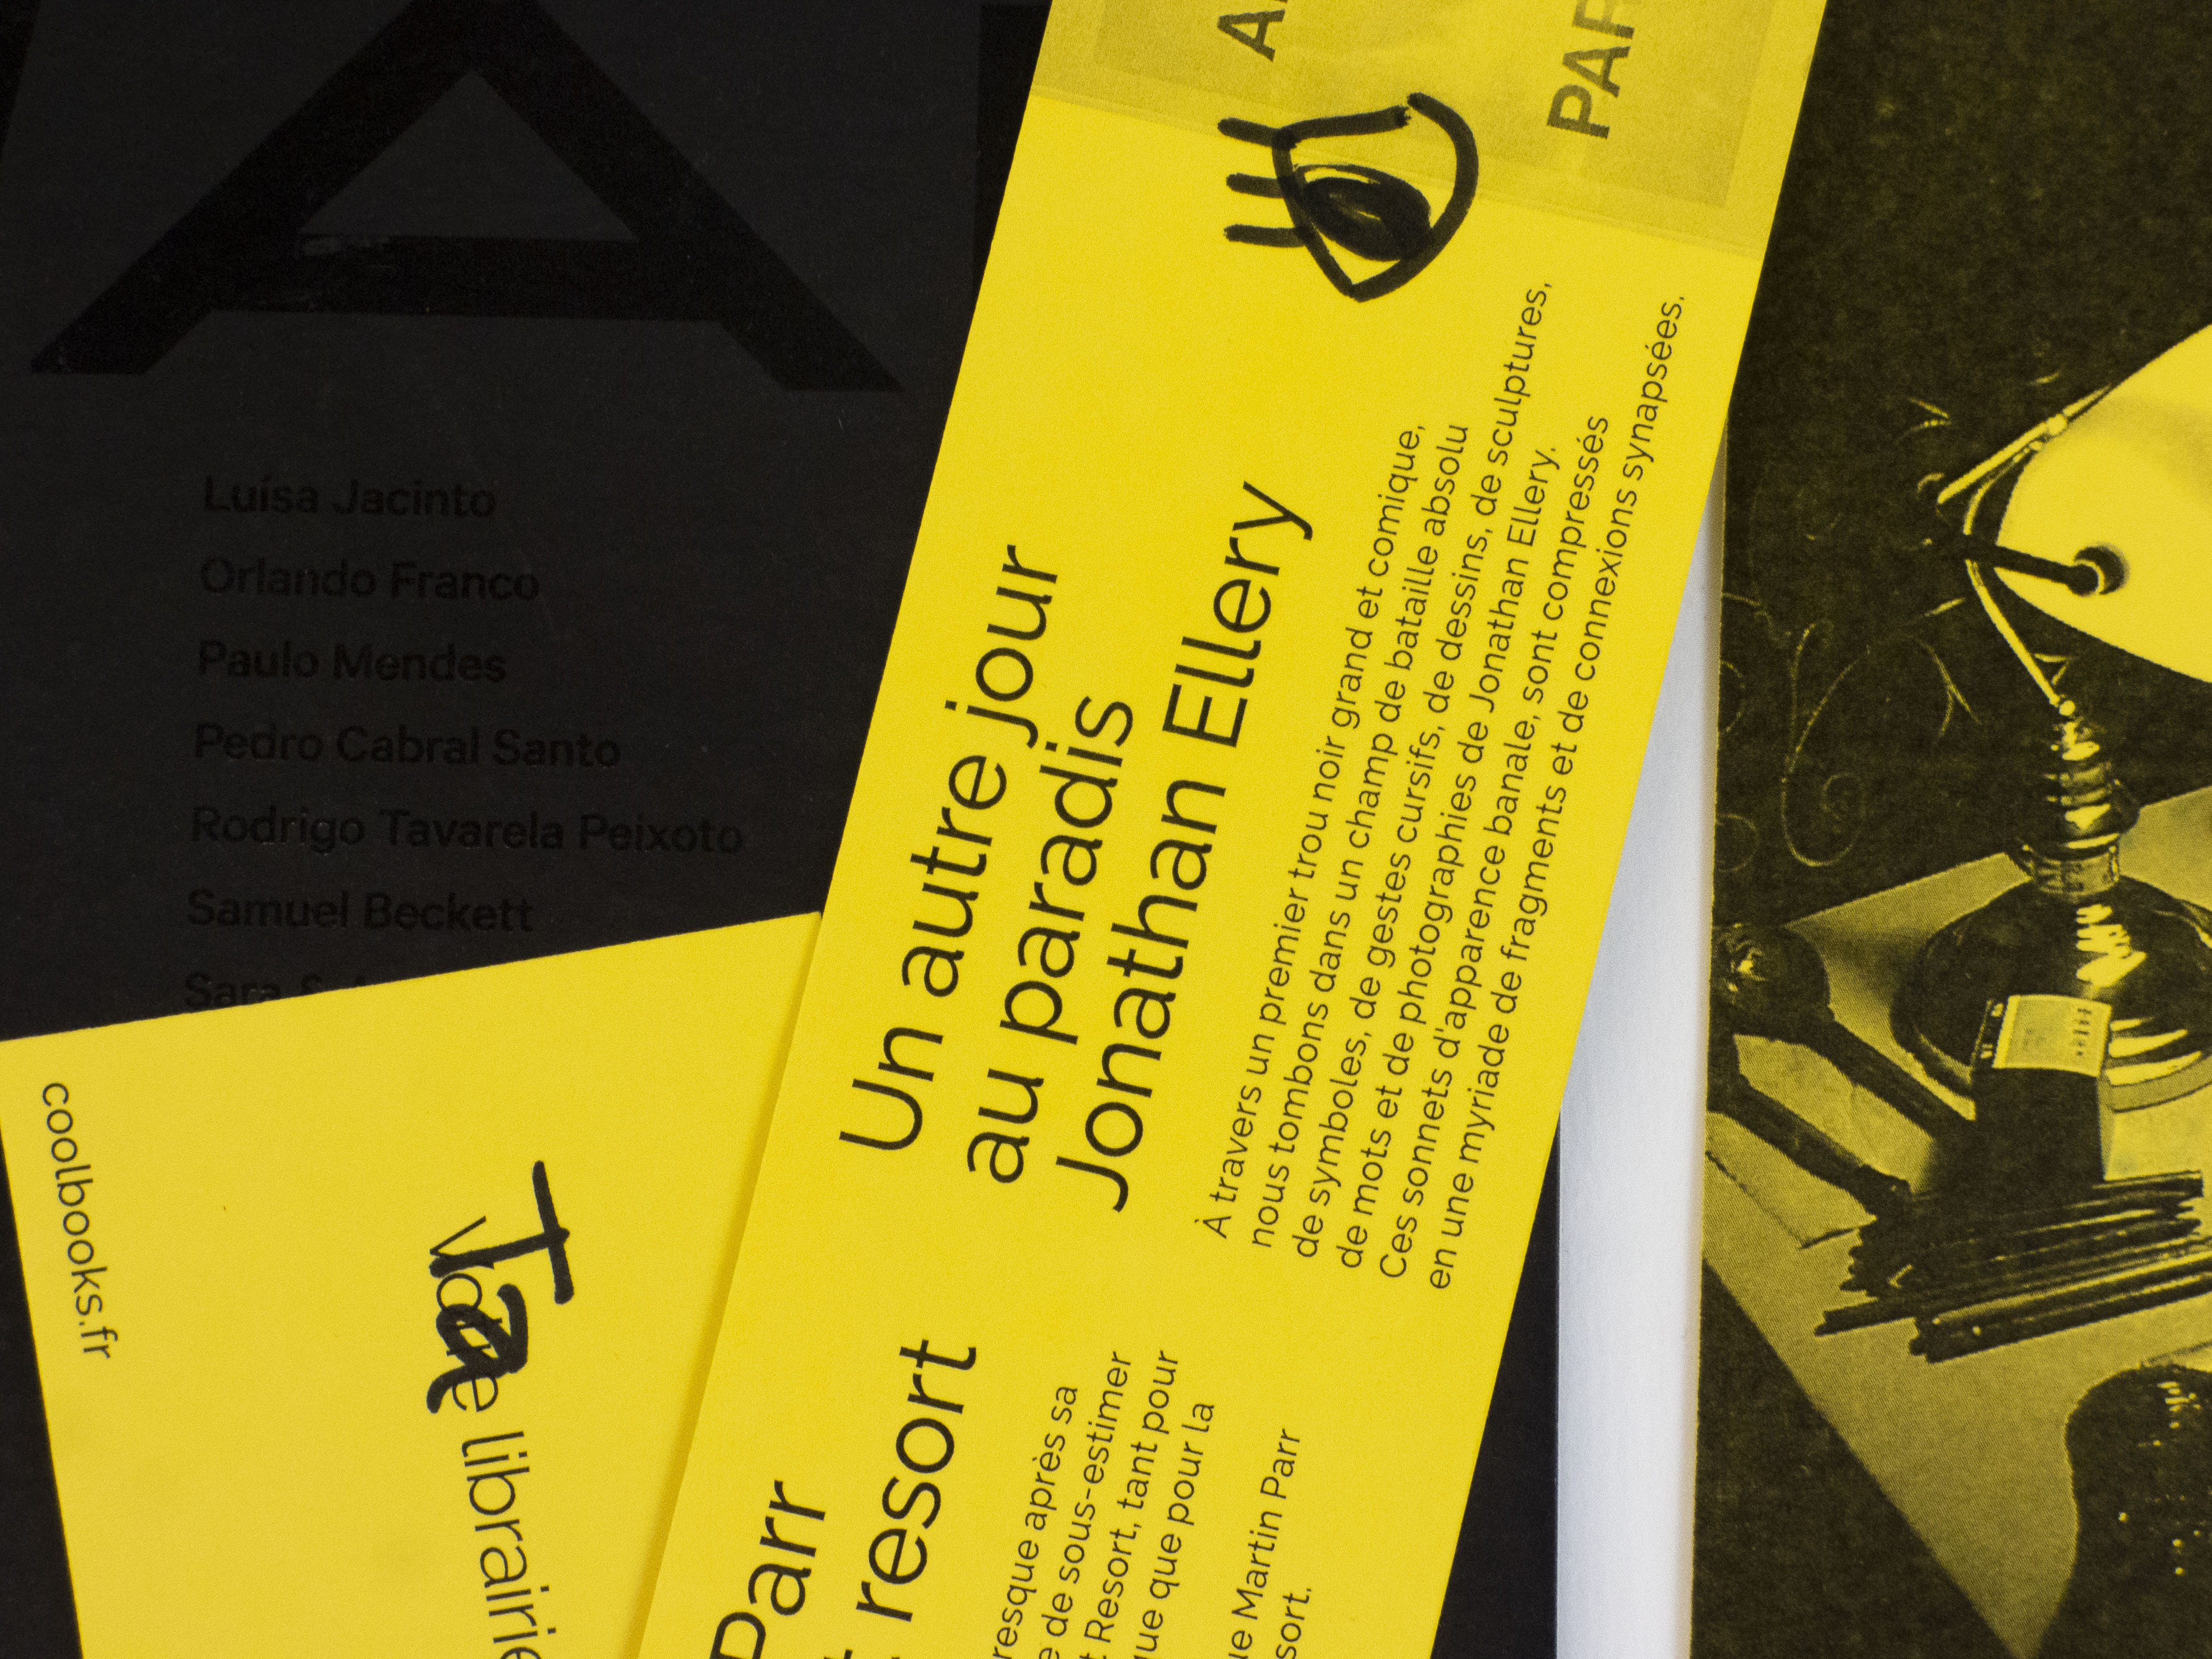 A
Luísa Jacinto
Orlando Franco
Paulo Mendes
Pedro Cabral Santo
Rodrigo Tavarela Peixoto
Samuel Beckett
Sara
coolbooks.fr
Ta
librairie
PAR
Un autre jour
au paradis
Jonathan Ellery
À travers un premier trou noir grand et comique,
nous tombons dans un champ de bataille absolu
de symboles, de gestes cursifs, de dessins, de sculptures,
de mots et de photographies de Jonathan Ellery.
Ces sonnets d'apparence banale, sont compressés
en une myriade de fragments et de connexions synapsées.
Parr
resort
resque après sa
e de sous-estimer
t Resort, tant pour
que que pour la
ue Martin Parr
sort.